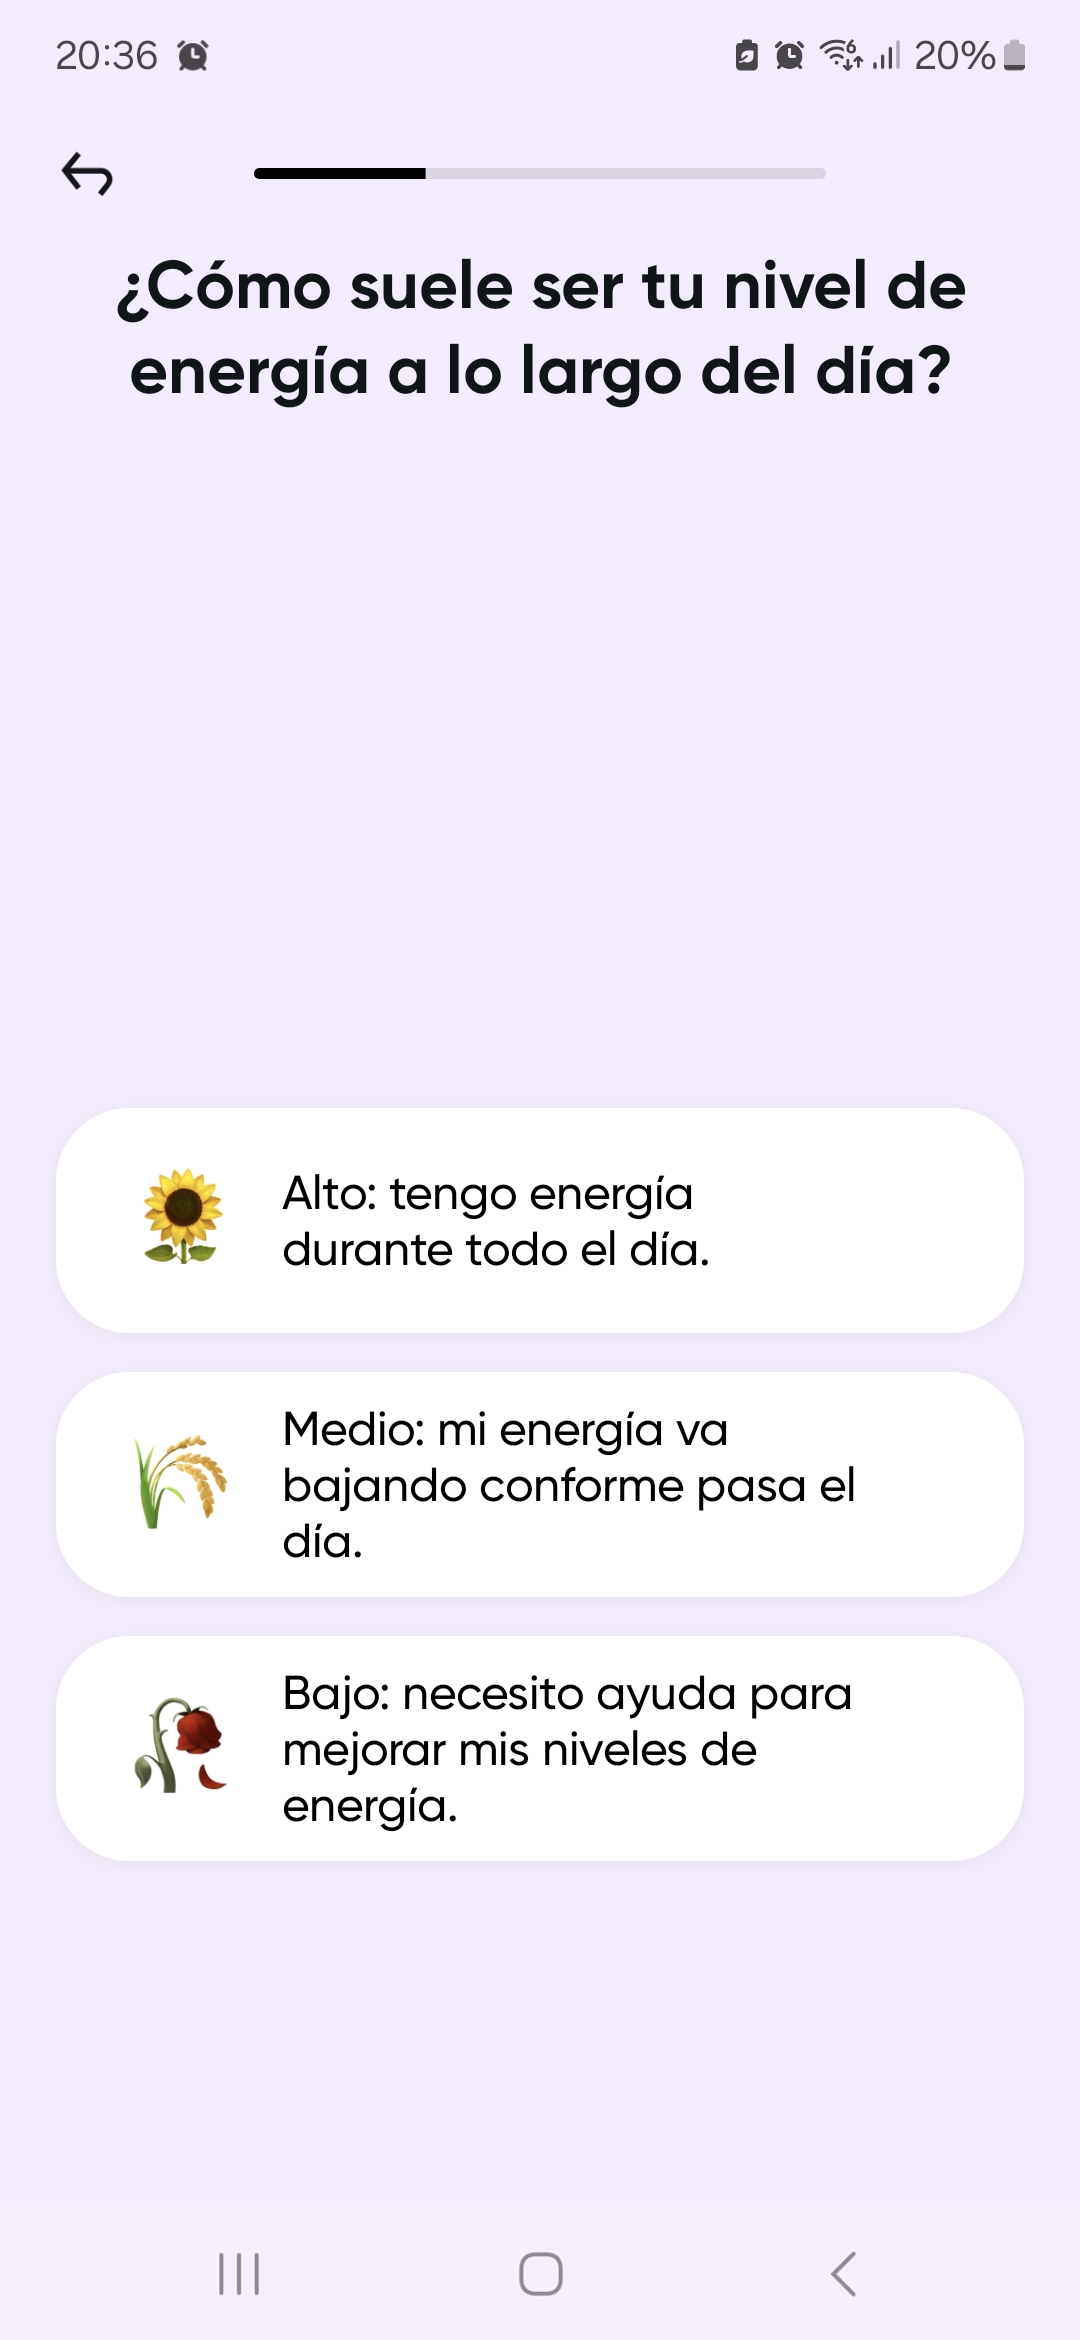 20:36
20%
¿Cómo suele ser tu nivel de
energía a lo largo del día?
Alto: tengo energía
durante todo el día.
Medio: mi energía va
bajando conforme pasa el
día.
Bajo: necesito ayuda para
mejorar mis niveles de
energía.